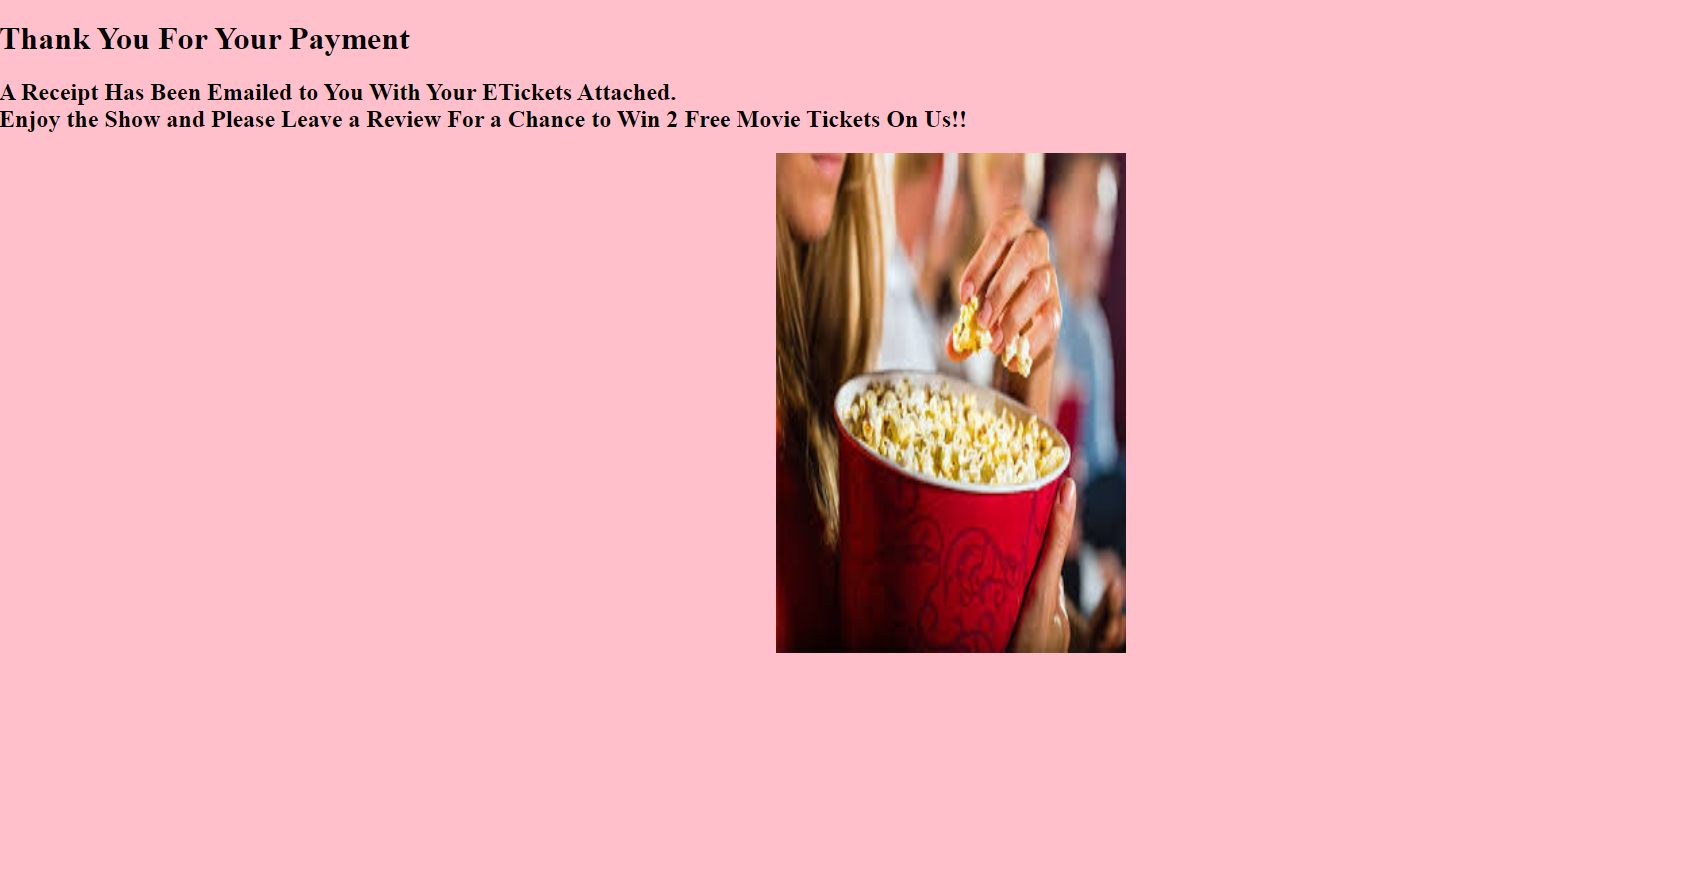 Thank You For Your Payment
A Receipt Has Been Emailed to You With Your ETickets Attached.
Enjoy the Show and Please Leave a Review For a Chance to Win 2 Free Movie Tickets On Us!!